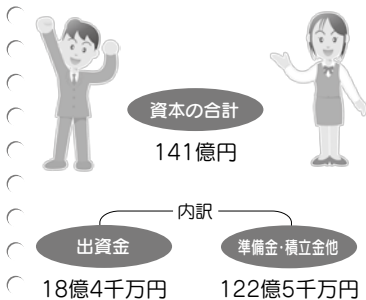 資本の合計
141億円
内訳
出資金
準備金・積立金他
18億4千万円
122億5千万円